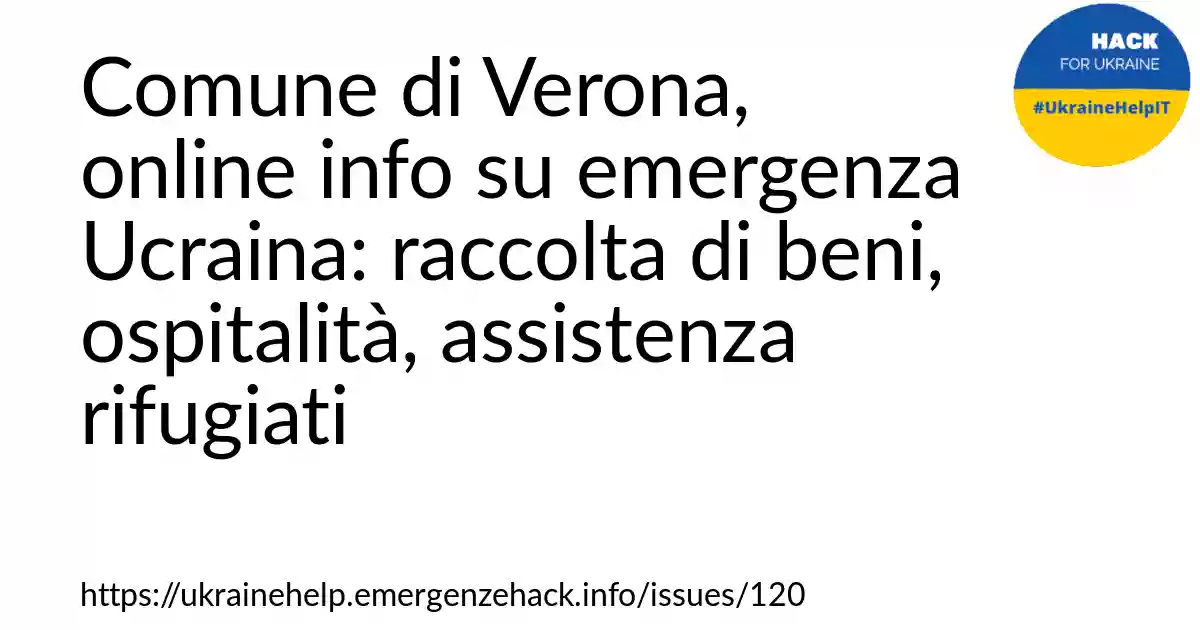 HACK
FOR UKRAINE
#UkraineHelpIT
Comune di Verona,
online info su emergenza
Ucraina: raccolta di beni,
ospitalità, assistenza
rifugiati
https://ukrainehelp.emergenzehack.info/issues/120